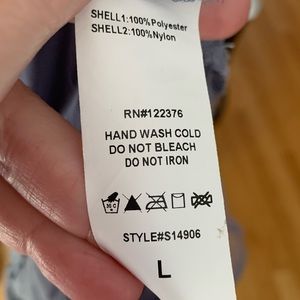 SHELL1:100%Polyester
SHELL2:100%Nylon
RN#122376
HAND WASH COLD
DO NOT BLEACH
DO NOT IRON
STYLE#S14906
L